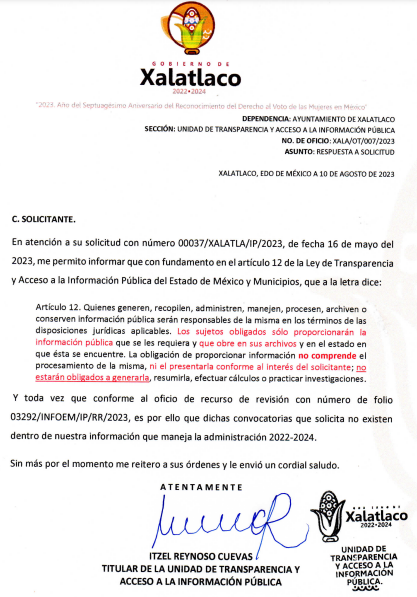 GOBIERNO DE
Xalatlaco
2022•2024
"2023. Año del Septuagésimo Aniversario del Reconocimiento del Derecho al Voto de las Mujeres en México"
DEPENDENCIA: AYUNTAMIENTO DE XALATLACO
SECCIÓN: UNIDAD DE TRANSPARENCIA Y ACCESO A LA INFORMACIÓN PÚBLICA
NO. DE OFICIO: XALA/OT/007/2023
ASUNTO: RESPUESTA A SOLICITUD
XALATLACO, EDO DE MÉXICO A 10 DE AGOSTO DE 2023
C. SOLICITANTE.
En atención a su solicitud con número 00037/XALATLA/IP/2023, de fecha 16 de mayo del
2023, me permito informar que con fundamento en el artículo 12 de la Ley de Transparencia
y Acceso a la Información Pública del Estado de México y Municipios, que a la letra dice:
Artículo 12. Quienes generen, recopilen, administren, manejen, procesen, archiven o
conserven información pública serán responsables de la misma en los términos de las
disposiciones jurídicas aplicables. Los sujetos obligados sólo proporcionarán la
información pública que se les requiera y que obre en sus archivos y en el estado en
que ésta se encuentre. La obligación de proporcionar información no comprende el
procesamiento de la misma, ni el presentarla conforme al interés del solicitante; no
estarán obligados a generarla, resumirla, efectuar cálculos o practicar investigaciones.
Y toda vez que conforme al oficio de recurso de revisión con número de folio
03292/INFOEM/IP/RR/2023, es por ello que dichas convocatorias que solicita no existen
dentro de nuestra información que maneja la administración 2022-2024.
Sin más por el momento me reitero a sus órdenes y le envió un cordial saludo.
ATENTAMENTE
ITZEL REYNOSO CUEVAS
TITULAR DE LA UNIDAD DE TRANSPARENCIA Y
ACCESO A LA INFORMACIÓN PÚBLICA
Xalatlaco
2022•2024
UNIDAD DE
TRANSPARENCIA
Y ACCESO A LA
INFORMACIÓN
PÚBLICA.